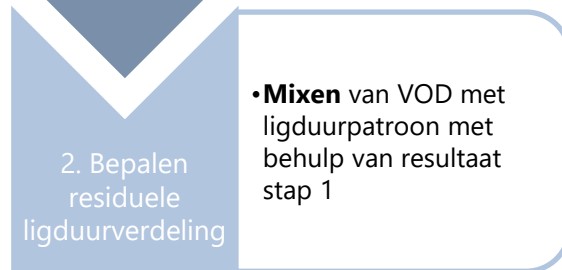 2. Bepalen
residuele
ligduurverdeling
•Mixen van VOD met
ligduurpatroon met
behulp van resultaat
stap 1